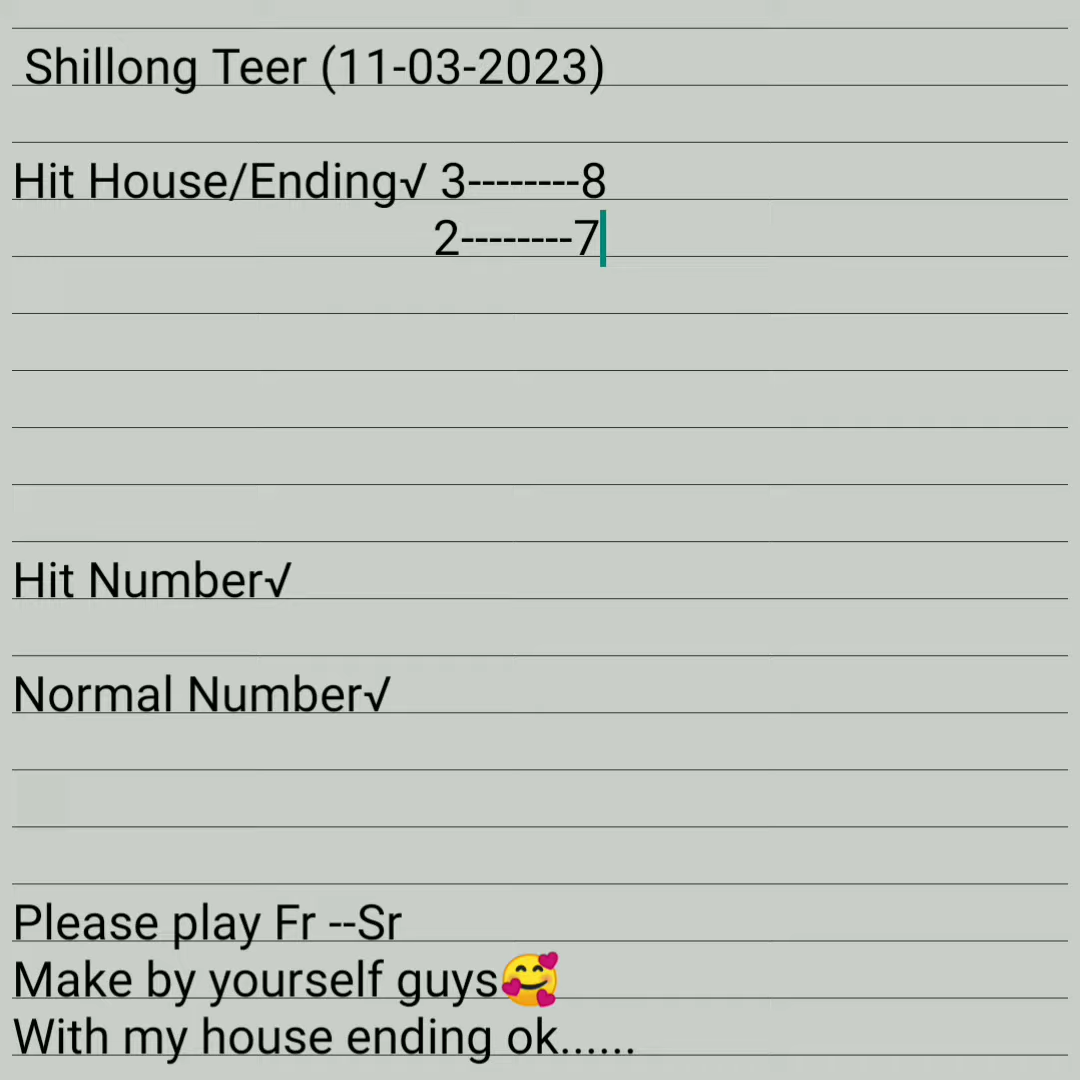 Shillong Teer (11-03-2023)
Hit House/Ending√ 3--------8
2--------7
Hit Number√
Normal Number√
Please play Fr --Sr
Make by yourself guys🥰
With my house ending ok......